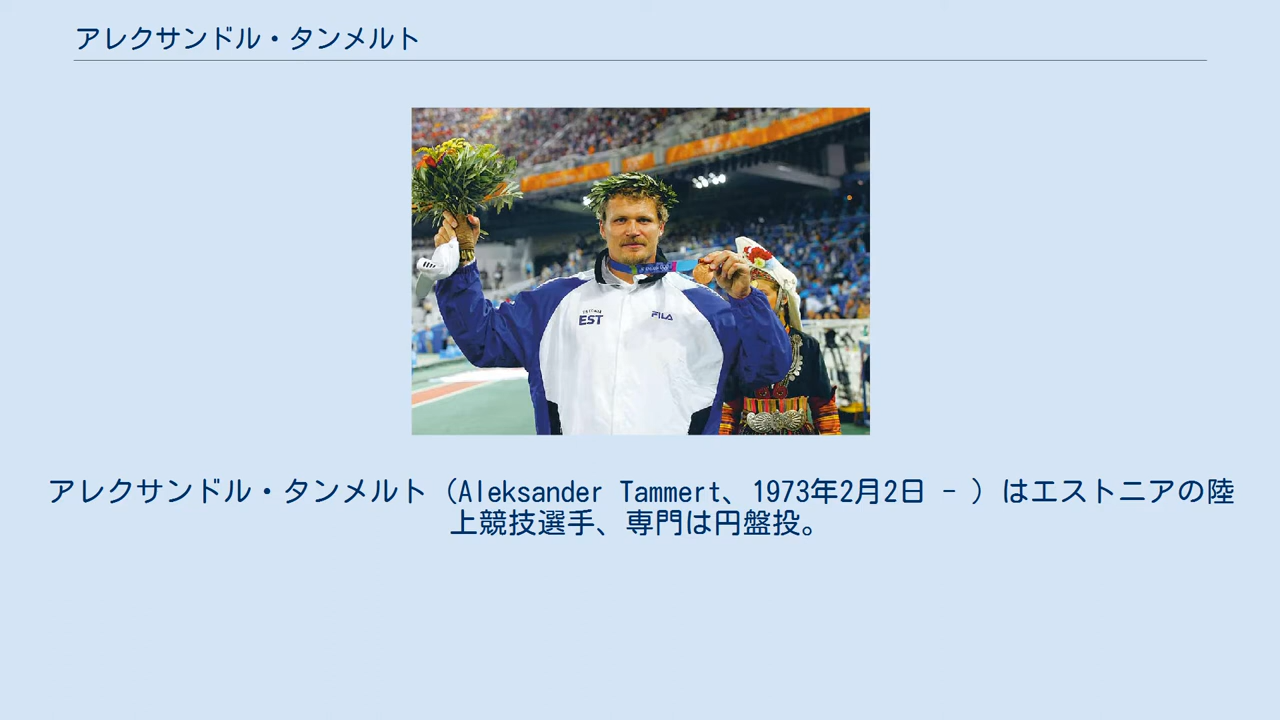 アレクサンドル・タンメルト
EST
FILA
アレクサンドル・タンメルト（Aleksander Tammert、1973年2月2日 - ）はエストニアの陸
上競技選手、専門は円盤投。